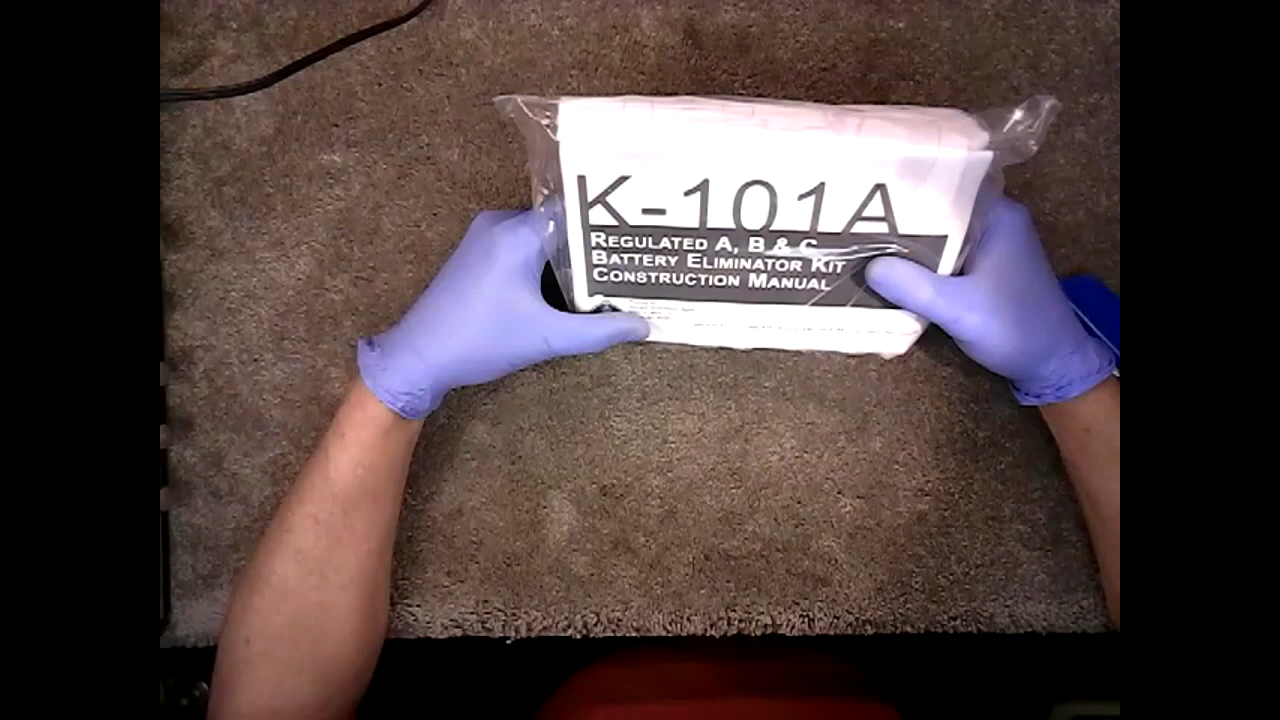 K-101A
REGULATED A, B & C
BATTERY ELIMINATOR KIT
CONSTRUCTION MANUAL